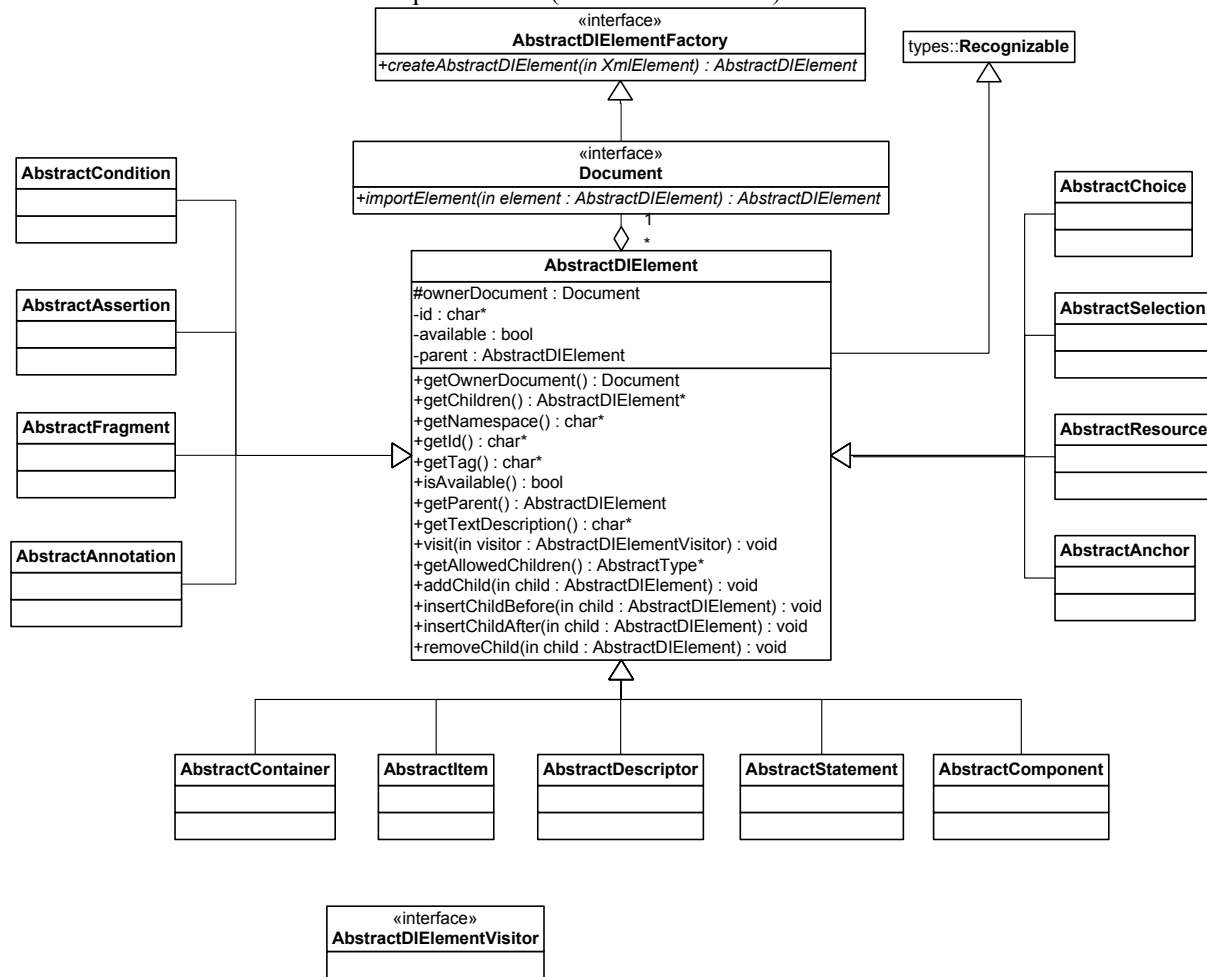 «interface»
AbstractDIElementFactory
+createAbstractDIElement(in XmlElement) : AbstractDIElement
types::Recognizable
«interface»
Document
+importElement(in element : AbstractDIElement) : AbstractDIElement
1
*
AbstractCondition
AbstractAssertion
AbstractFragment
AbstractAnnotation
AbstractDIElement
#ownerDocument : Document
-id : char*
-available : bool
-parent : AbstractDIElement
+getOwnerDocument() : Document
+getChildren() : AbstractDIElement*
+getNamespace() : char*
+getId() : char*
+getTag() : char*
+isAvailable() : bool
+getParent() : AbstractDIElement
+getTextDescription() : char*
+visit(in visitor : AbstractDIElementVisitor) : void
+getAllowedChildren() : AbstractType*
+addChild(in child : AbstractDIElement) : void
+insertChildBefore(in child : AbstractDIElement) : void
+insertChildAfter(in child : AbstractDIElement) : void
+removeChild(in child : AbstractDIElement) : void
AbstractChoice
AbstractSelection
AbstractResource
AbstractAnchor
AbstractContainer
AbstractItem
AbstractDescriptor
AbstractStatement
AbstractComponent
«interface»
AbstractDIElementVisitor